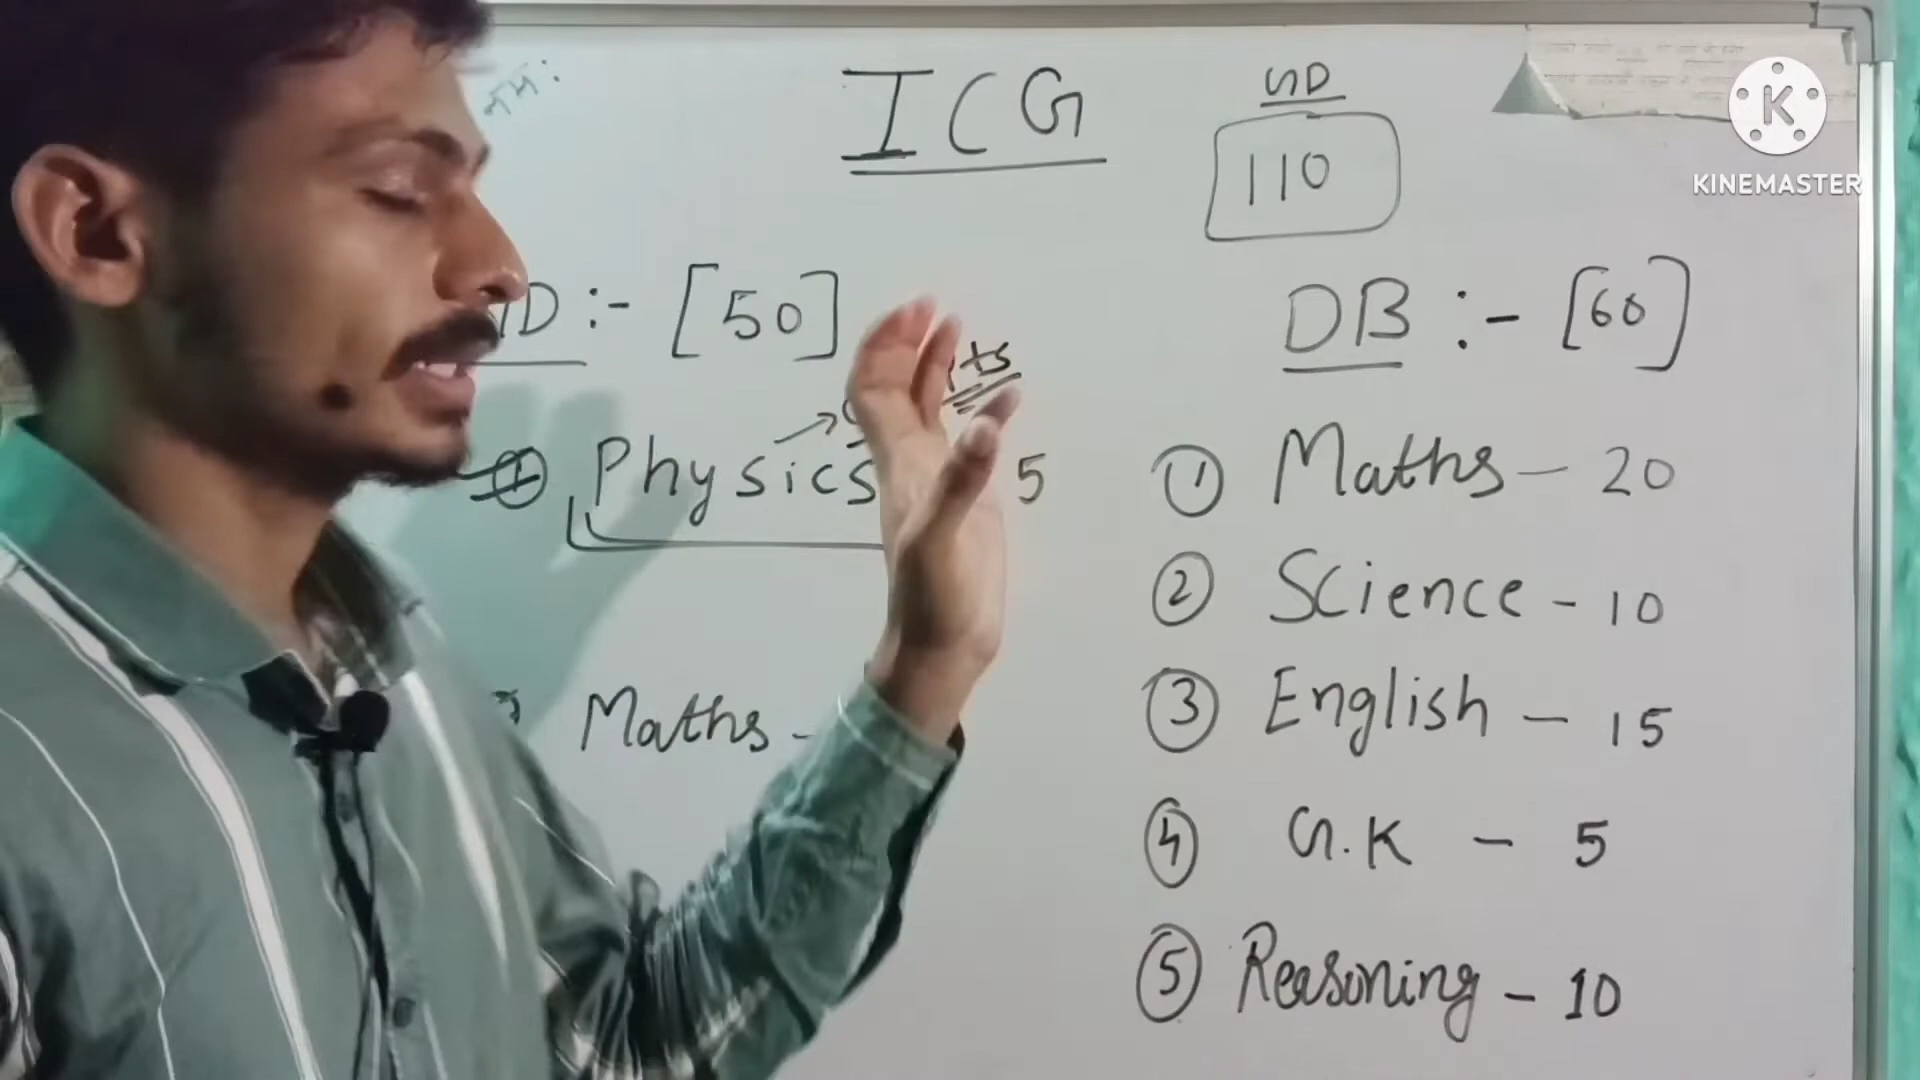 ICG
GD
110
KINEMASTER
D :- [50]
Physics → 5
Maths -
DB :- [60]
① Maths - 20
② Science - 10
③ English - 15
④ G.K - 5
⑤ Reasoning - 10